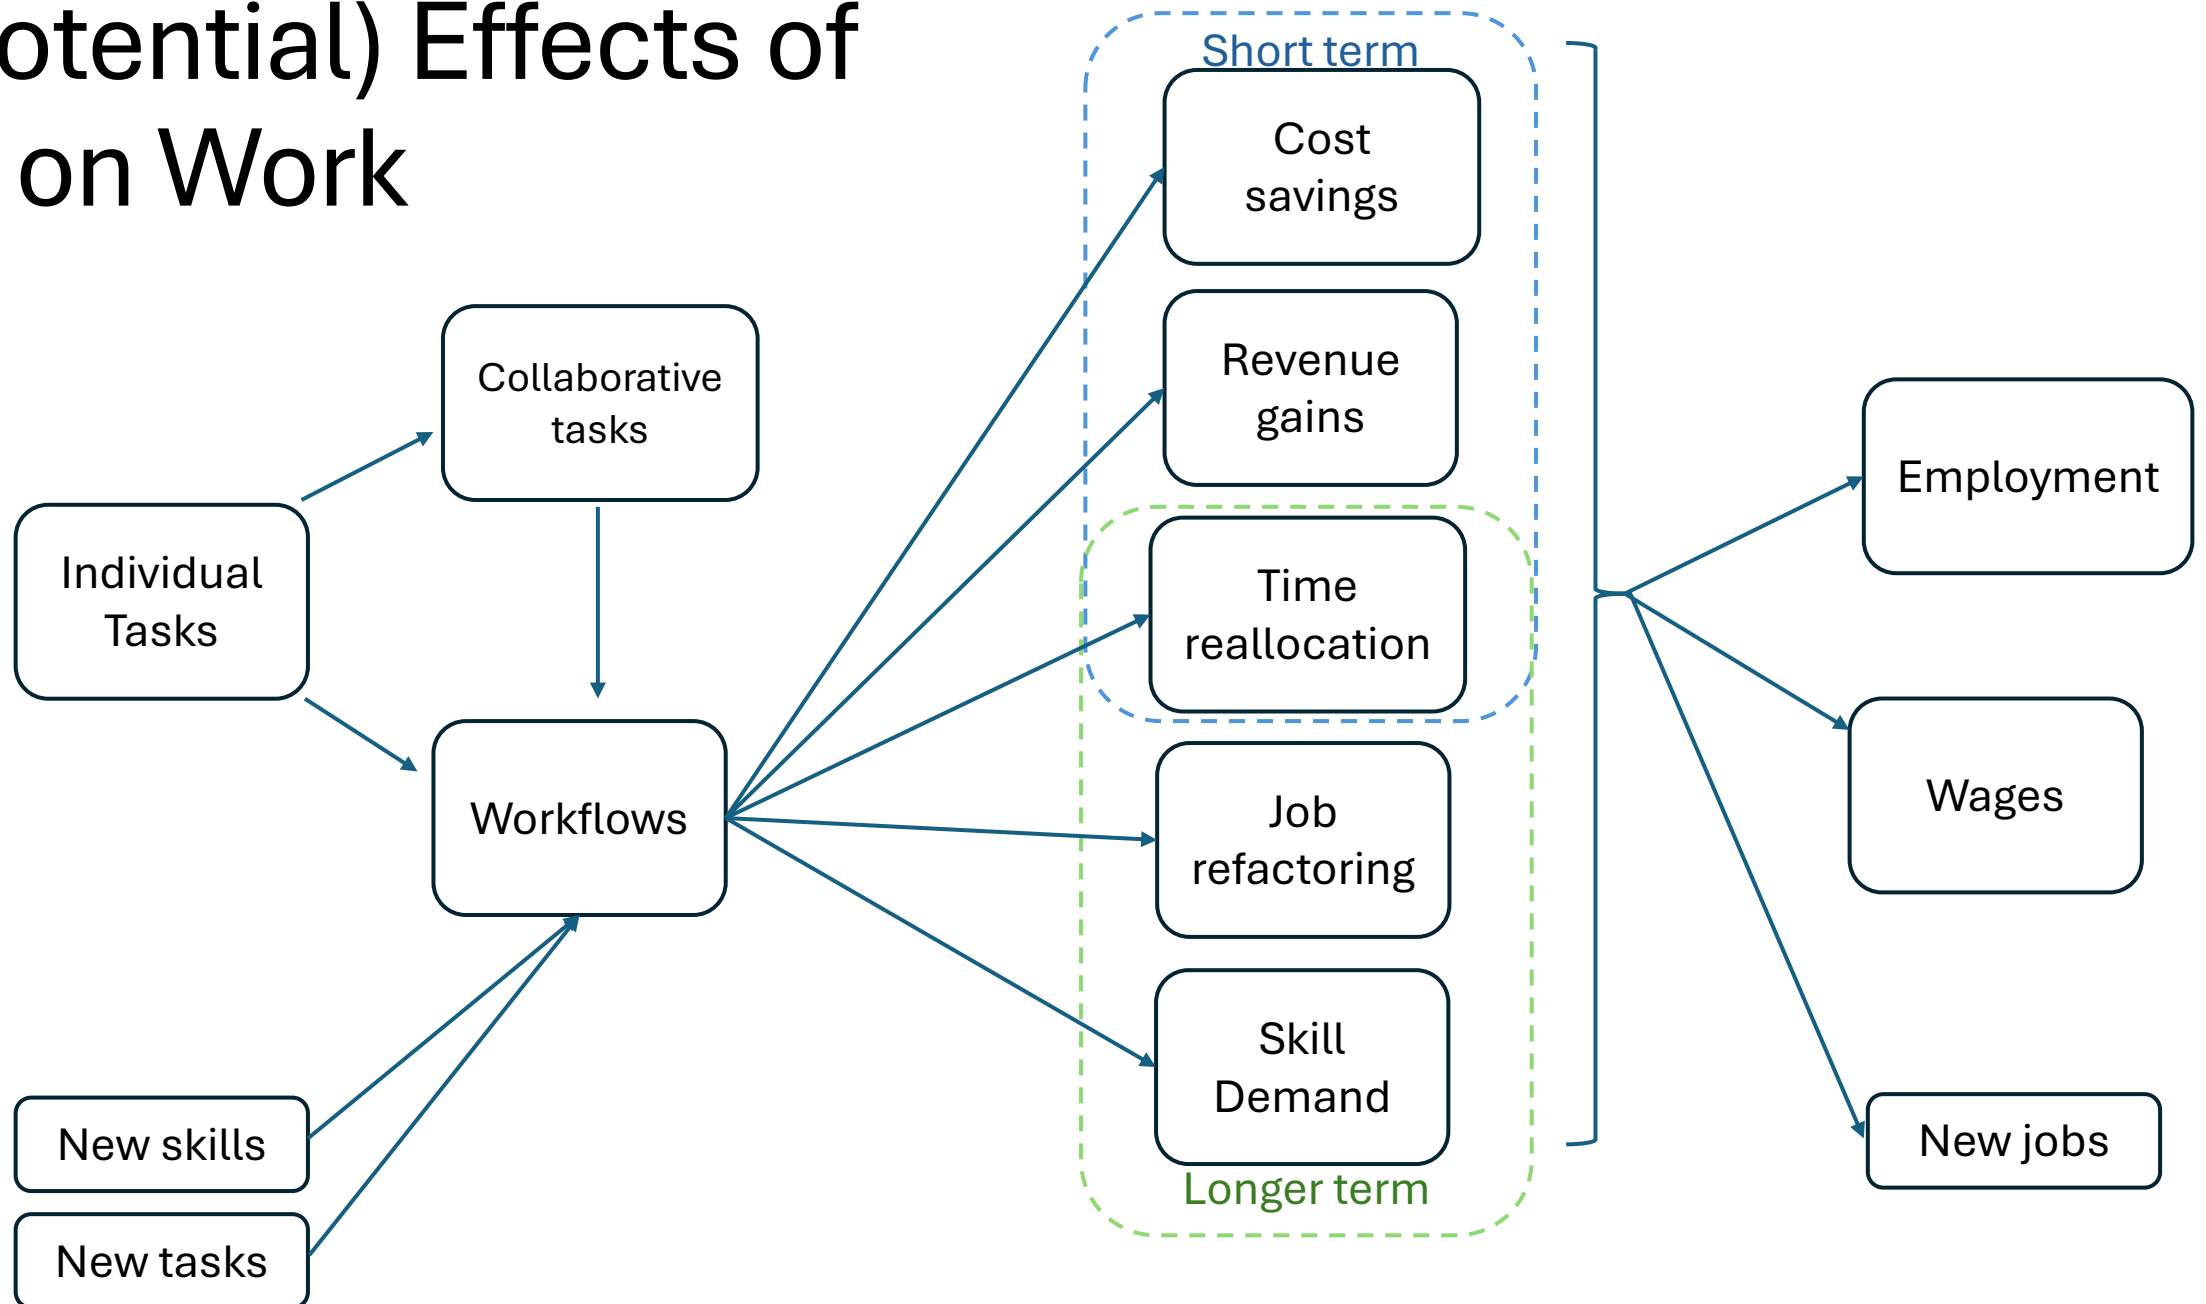 otential) Effects of
on Work
Individual
Tasks
Collaborative
tasks
Workflows
New skills
New tasks
Short term
Cost
savings
Revenue
gains
Time
reallocation
Job
refactoring
Skill
Demand
Longer term
Employment
Wages
New jobs